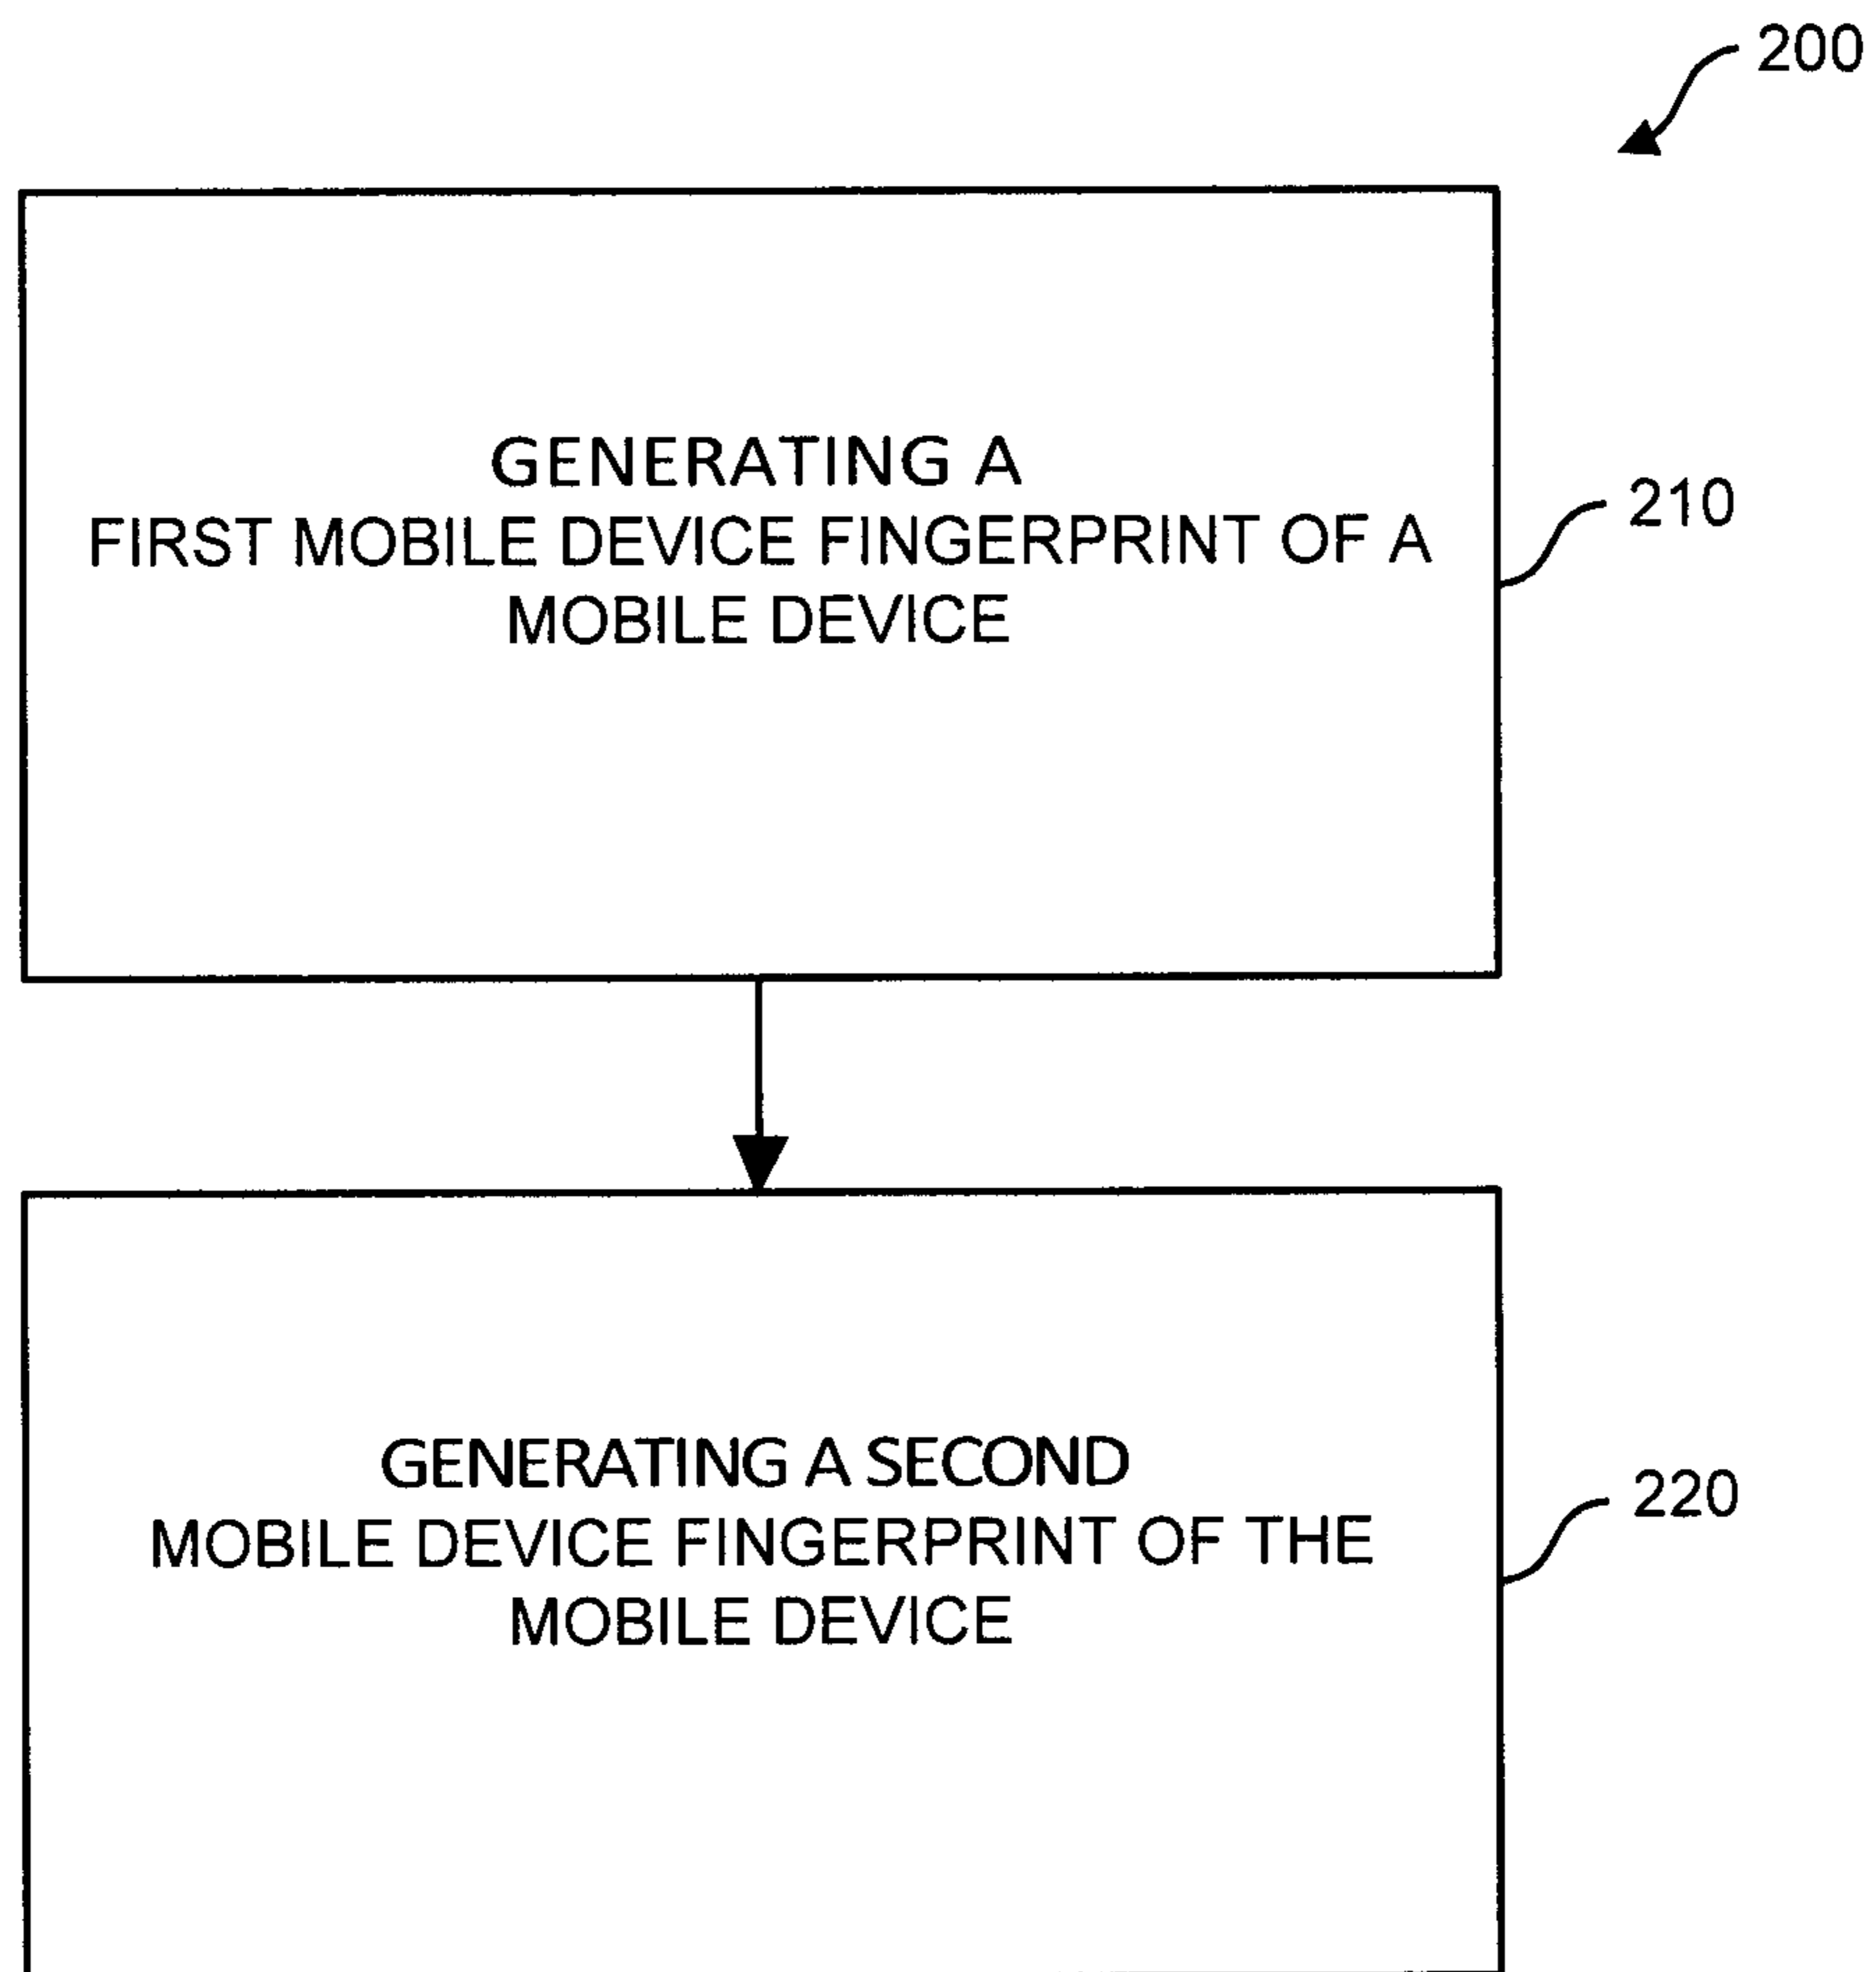 200
GENERATING A
FIRST MOBILE DEVICE FINGERPRINT OF A
MOBILE DEVICE
210
GENERATING A SECOND
MOBILE DEVICE FINGERPRINT OF THE
MOBILE DEVICE
220